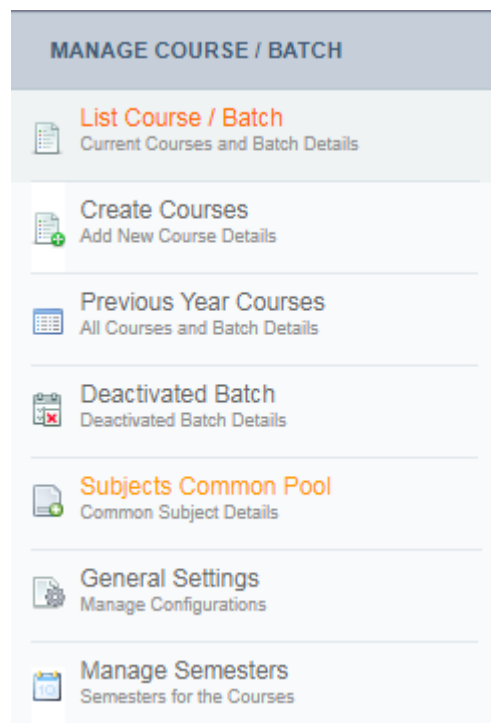 MANAGE COURSE / BATCH
List Course / Batch
Current Courses and Batch Details
Create Courses
Add New Course Details
Previous Year Courses
All Courses and Batch Details
Deactivated Batch
Deactivated Batch Details
Subjects Common Pool
Common Subject Details
General Settings
Manage Configurations
Manage Semesters
Semesters for the Courses